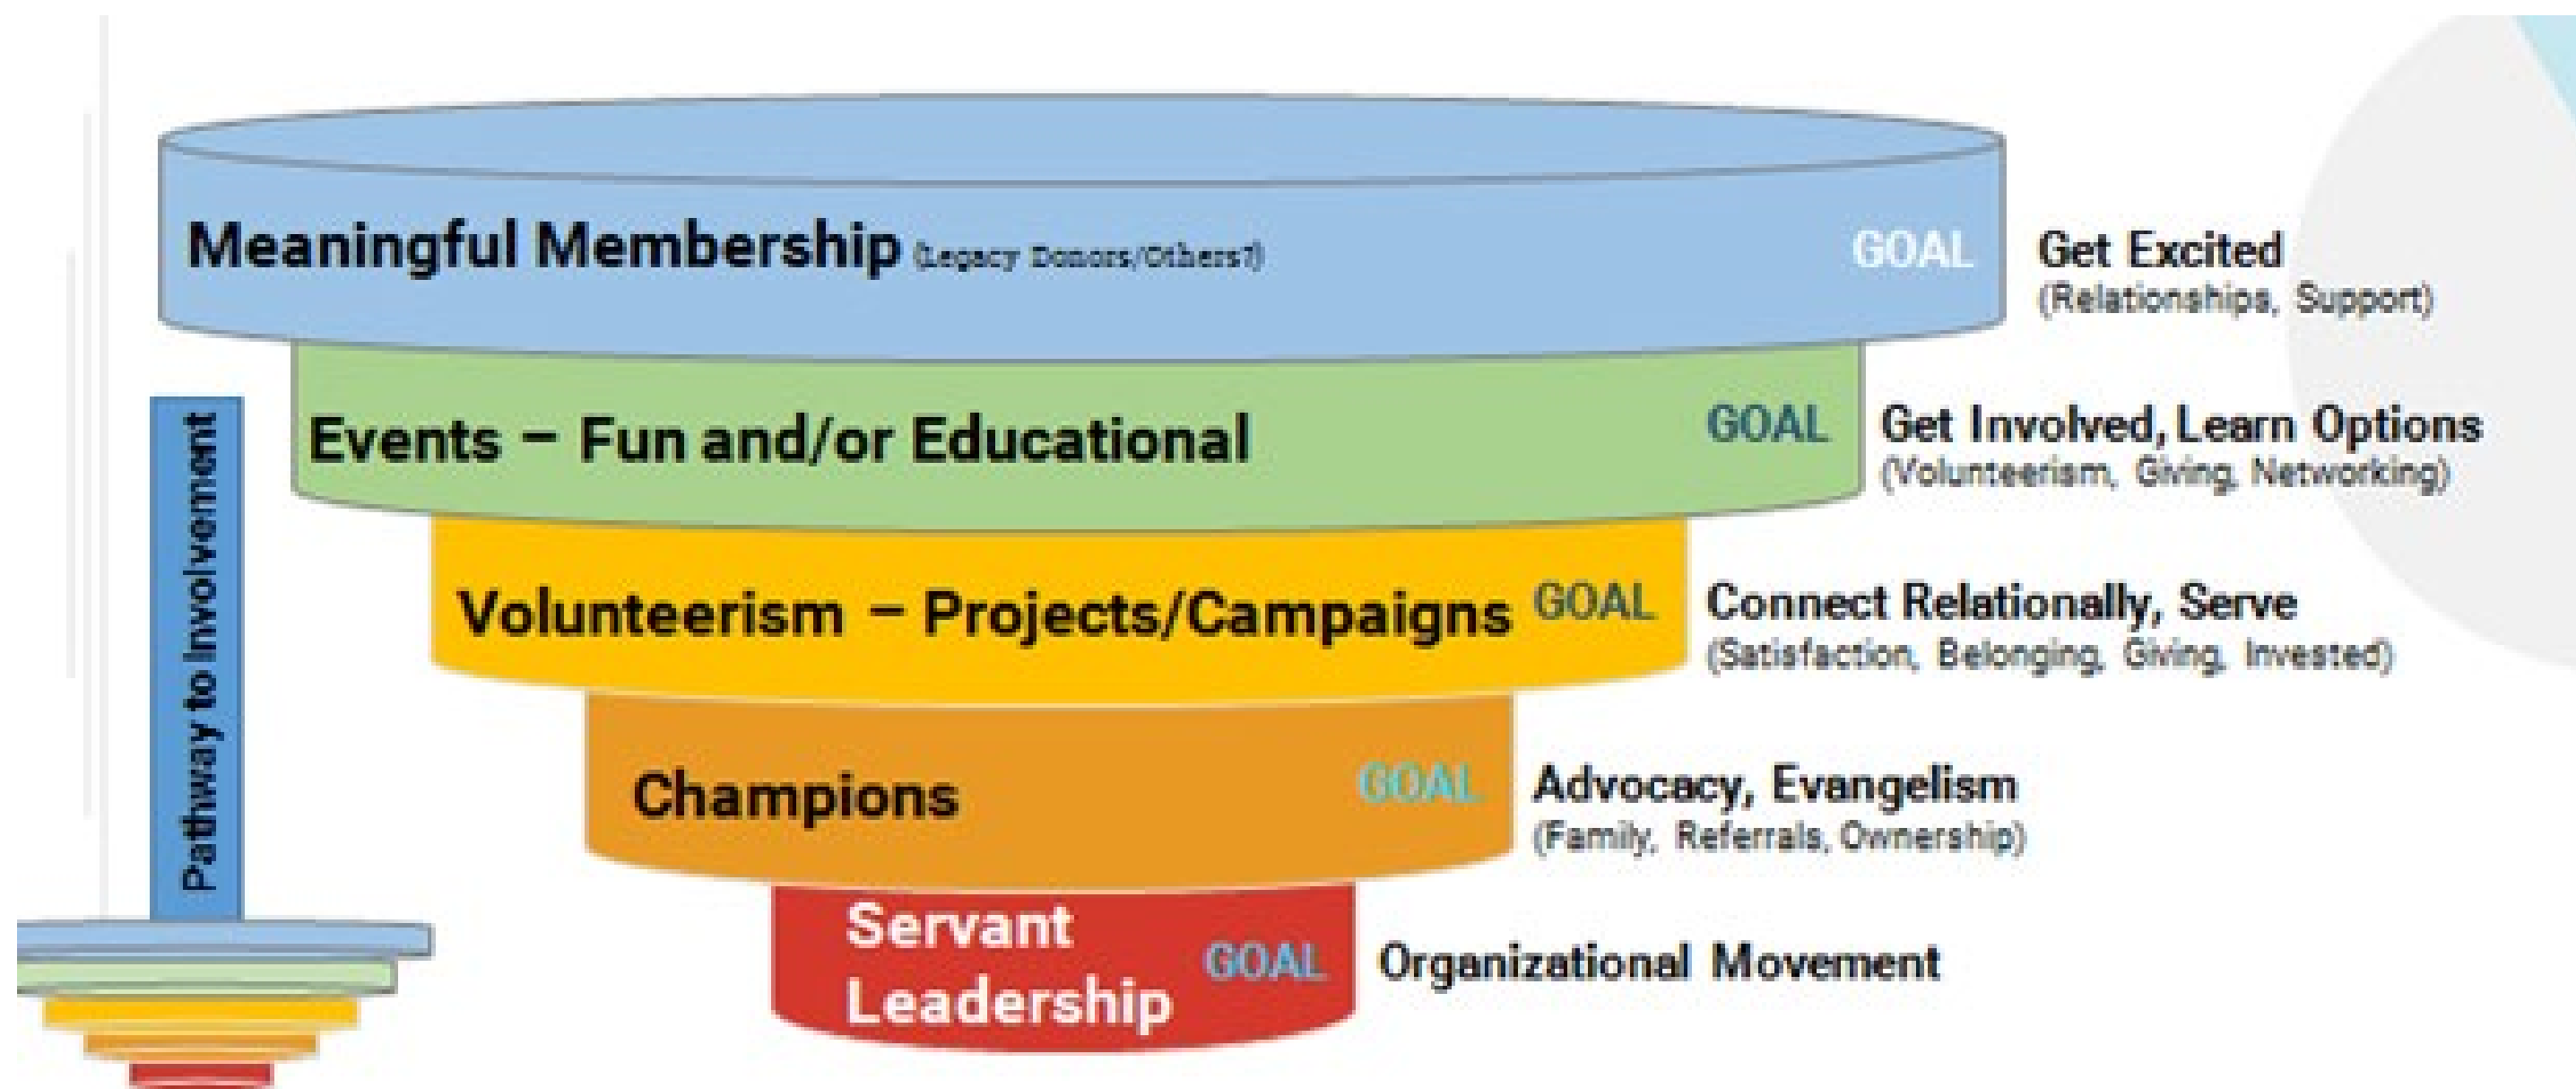 Meaningful Membership (Legacy Donors/Others?) GOAL Get Excited
(Relationships, Support)
Events – Fun and/or Educational GOAL Get Involved, Learn Options
(Volunteerism, Giving, Networking)
Pathway to Involvement
Volunteerism – Projects/Campaigns GOAL Connect Relationally, Serve
(Satisfaction, Belonging, Giving, Invested)
Champions GOAL Advocacy, Evangelism
(Family, Referrals, Ownership)
Servant
Leadership GOAL Organizational Movement